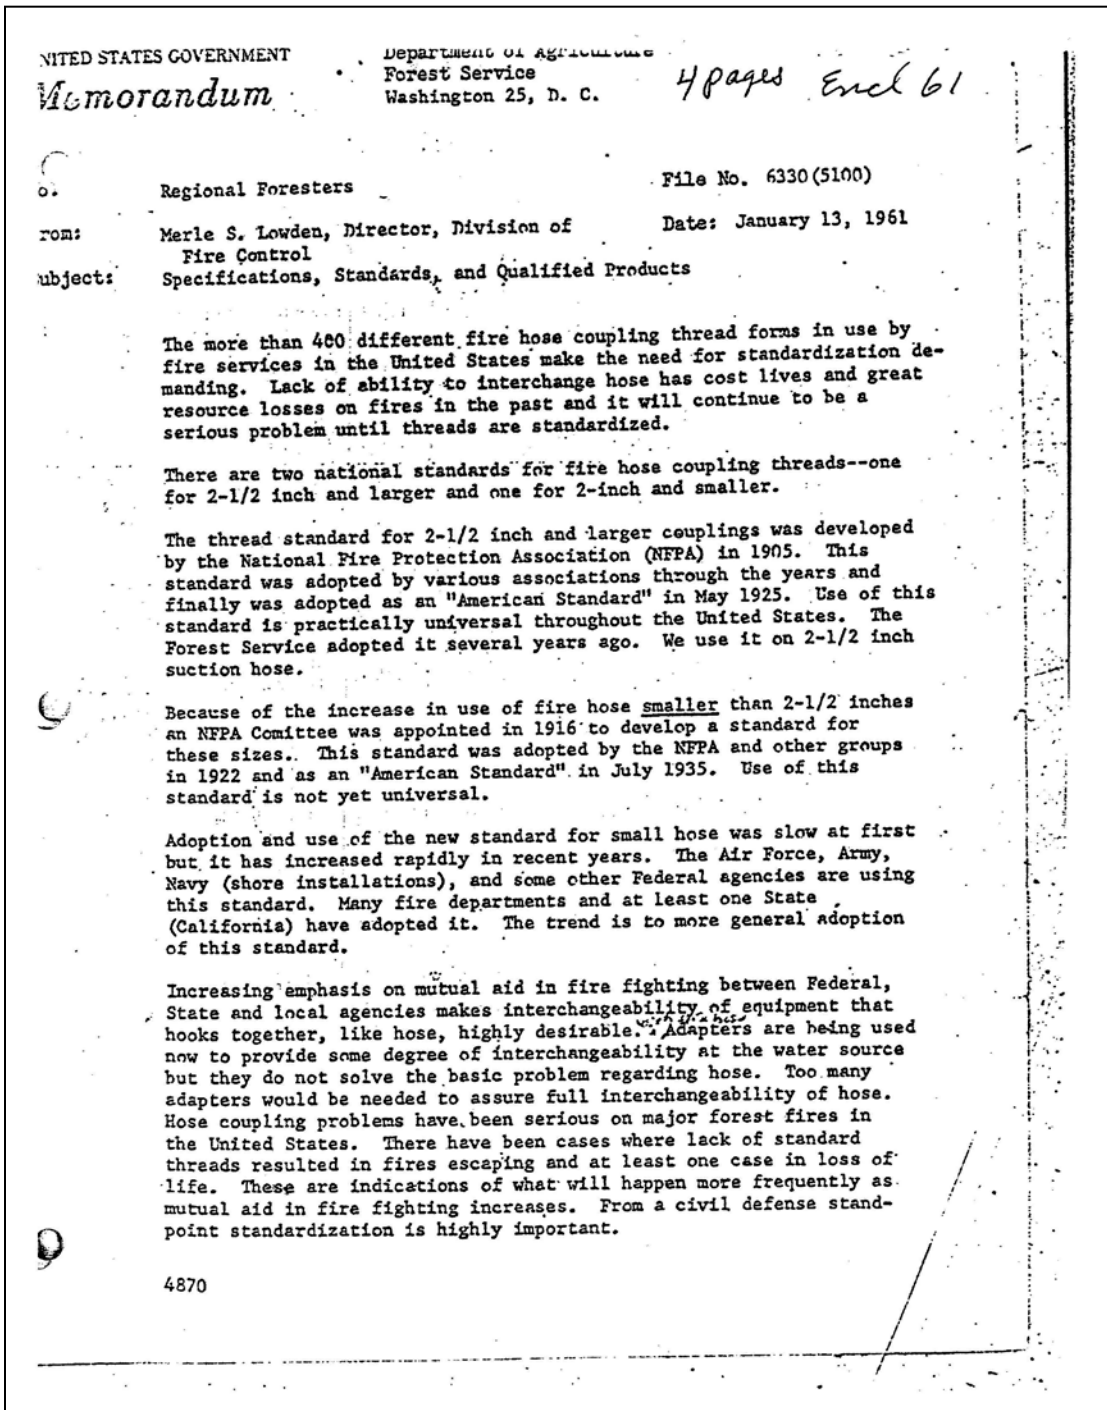 NITED STATES GOVERNMENT
Memorandum
Department of Agriculture
Forest Service
Washington 25, D. C.
4 pages Encl 61
o:
Regional Foresters
File No. 6330(5100)
rom:
Merle S. Lowden, Director, Division of
Fire Control
Date: January 13, 1961
ubject:
Specifications, Standards, and Qualified Products
The more than 400 different fire hose coupling thread forms in use by
fire services in the United States make the need for standardization de-
manding. Lack of ability to interchange hose has cost lives and great
resource losses on fires in the past and it will continue to be a
serious problem until threads are standardized.
There are two national standards for fire hose coupling threads--one
for 2-1/2 inch and larger and one for 2-inch and smaller.
The thread standard for 2-1/2 inch and larger couplings was developed
by the National Fire Protection Association (NFPA) in 1905. This
standard was adopted by various associations through the years and
finally was adopted as an "American Standard" in May 1925. Use of this
standard is practically universal throughout the United States. The
Forest Service adopted it several years ago. We use it on 2-1/2 inch
suction hose.
Because of the increase in use of fire hose smaller than 2-1/2 inches
an NFPA Comittee was appointed in 1916 to develop a standard for
these sizes. This standard was adopted by the NFPA and other groups
in 1922 and as an "American Standard" in July 1935. Use of this
standard is not yet universal.
Adoption and use of the new standard for small hose was slow at first
but it has increased rapidly in recent years. The Air Force, Army,
Navy (shore installations), and some other Federal agencies are using
this standard. Many fire departments and at least one State
(California) have adopted it. The trend is to more general adoption
of this standard.
Increasing emphasis on mutual aid in fire fighting between Federal,
State and local agencies makes interchangeability of equipment that
hooks together, like hose, highly desirable. Adapters are being used
now to provide some degree of interchangeability at the water source
but they do not solve the basic problem regarding hose. Too many
adapters would be needed to assure full interchangeability of hose.
Hose coupling problems have been serious on major forest fires in
the United States. There have been cases where lack of standard
threads resulted in fires escaping and at least one case in loss of
life. These are indications of what will happen more frequently as
mutual aid in fire fighting increases. From a civil defense stand-
point standardization is highly important.
4870